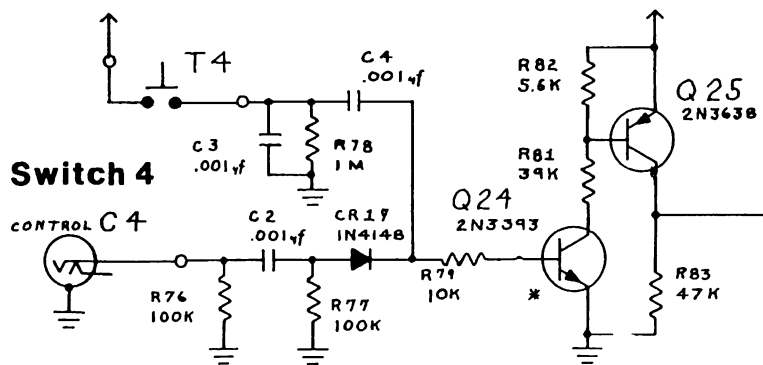 T4
C4
.001µf
C3
.001µf
R78
1M
R82
5.6K
Q25
2N3638
R81
39K
Switch 4
CONTROL C4
C2
.001µf
CR17
1N4148
Q24
2N3393
R76
100K
R77
100K
R79
10K
*
R83
47K